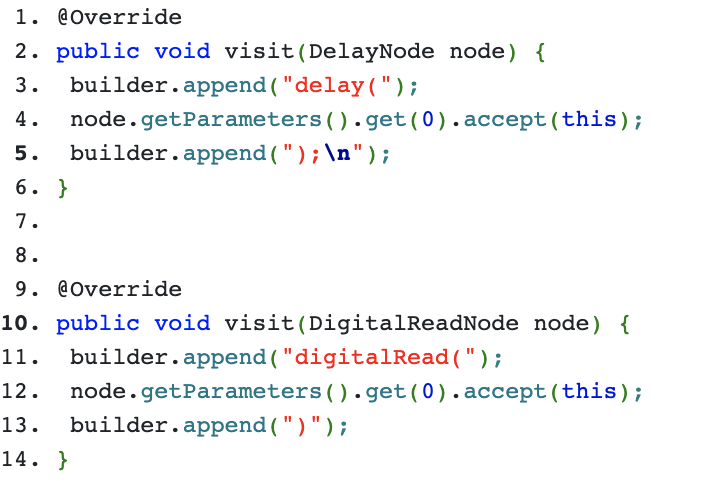 1. @Override
2. public void visit(DelayNode node) {
3.  builder.append("delay(");
4.  node.getParameters().get(0).accept(this);
5.  builder.append(");\n");
6. }
7.
8.
9. @Override
10. public void visit(DigitalReadNode node) {
11.  builder.append("digitalRead(");
12.  node.getParameters().get(0).accept(this);
13.  builder.append(")");
14. }